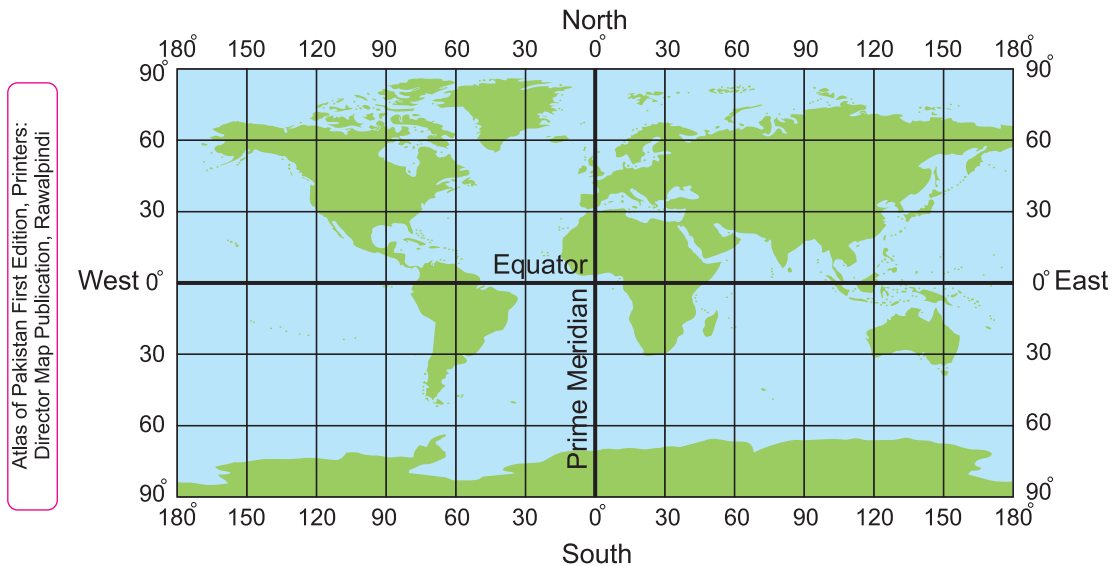 North
180° 150 120 90 60 30 0° 30 60 90 120 150 180°
90° 90°
60 60
30 30
Equator
West 0° 0° East
30 30
60 60
90° 90°
Prime Meridian
180° 150 120 90 60 30 0° 30 60 90 120 150 180°
South
Atlas of Pakistan First Edition, Printers:
Director Map Publication, Rawalpindi